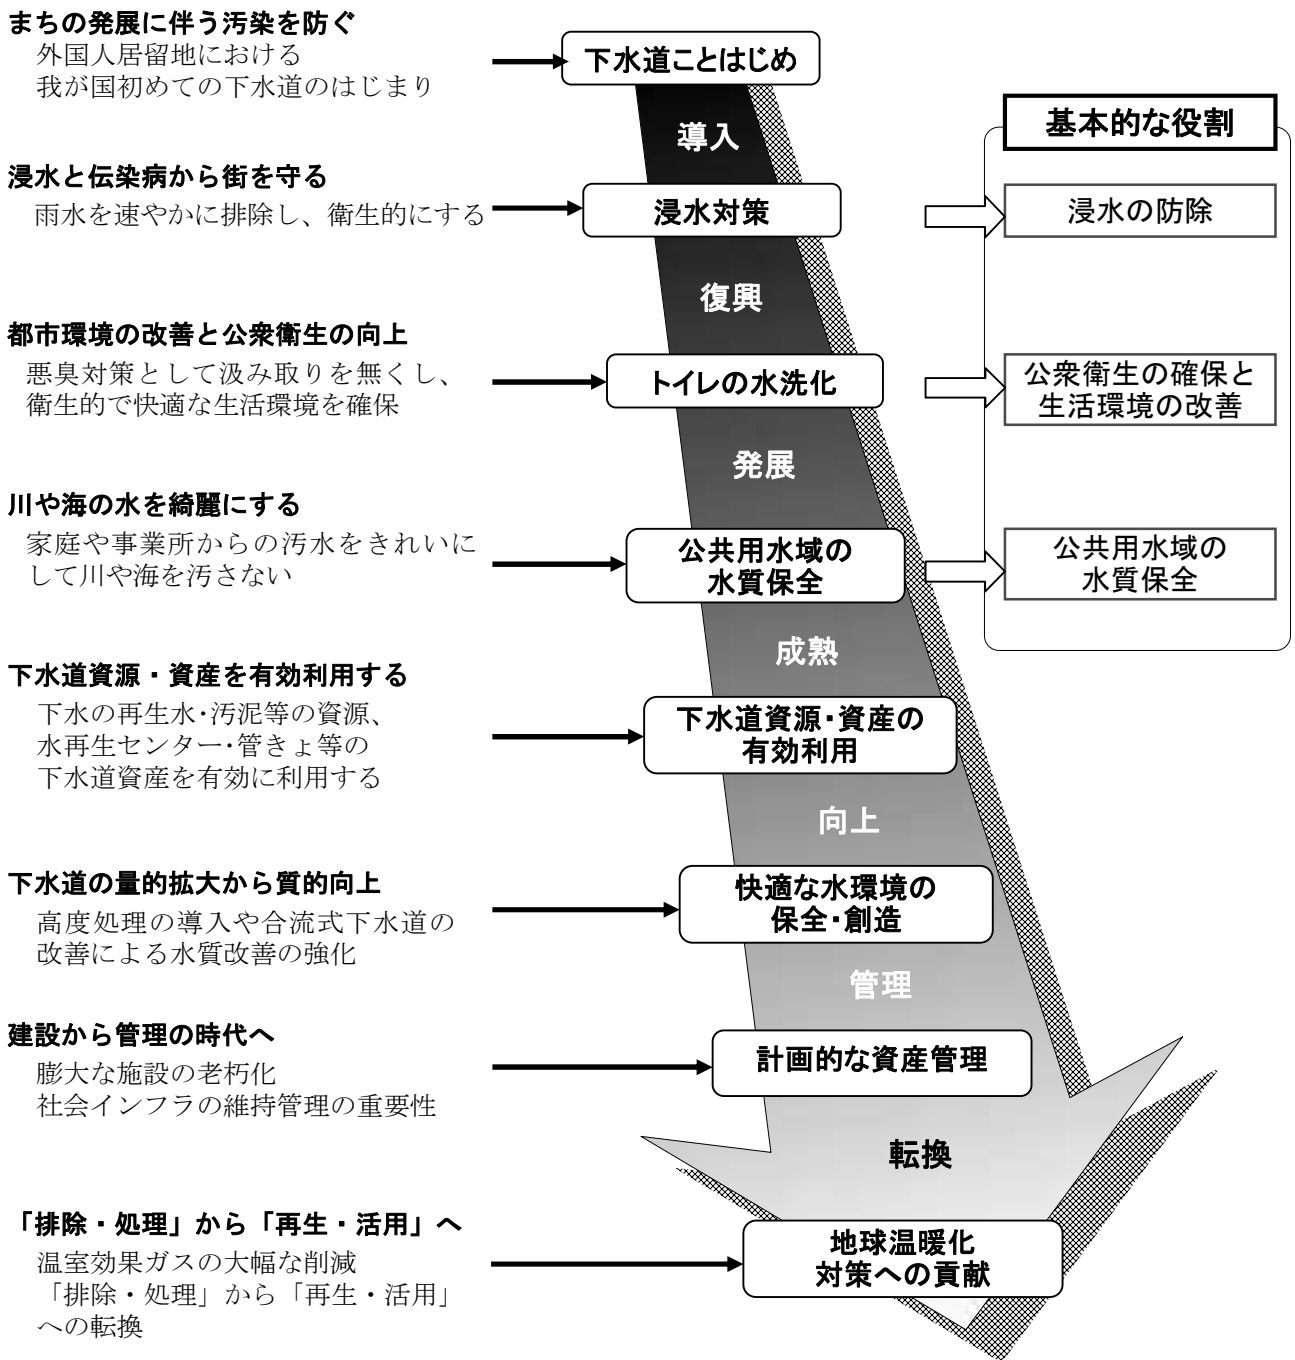 まちの発展に伴う汚染を防ぐ
外国人居留地における
我が国初めての下水道のはじまり
下水道ことはじめ
導入
基本的な役割
浸水と伝染病から街を守る
雨水を速やかに排除し、衛生的にする
浸水対策
浸水の防除
復興
都市環境の改善と公衆衛生の向上
悪臭対策として汲み取りを無くし、
衛生的で快適な生活環境を確保
トイレの水洗化
公衆衛生の確保と
生活環境の改善
発展
川や海の水を綺麗にする
家庭や事業所からの汚水をきれいに
して川や海を汚さない
公共用水域の
水質保全
公共用水域の
水質保全
成熟
下水道資源・資産を有効利用する
下水の再生水・汚泥等の資源、
水再生センター・管きょ等の
下水道資産を有効に利用する
下水道資源・資産の
有効利用
向上
下水道の量的拡大から質的向上
高度処理の導入や合流式下水道の
改善による水質改善の強化
快適な水環境の
保全・創造
管理
建設から管理の時代へ
膨大な施設の老朽化
社会インフラの維持管理の重要性
計画的な資産管理
転換
「排除・処理」から「再生・活用」へ
温室効果ガスの大幅な削減
「排除・処理」から「再生・活用」
への転換
地球温暖化
対策への貢献